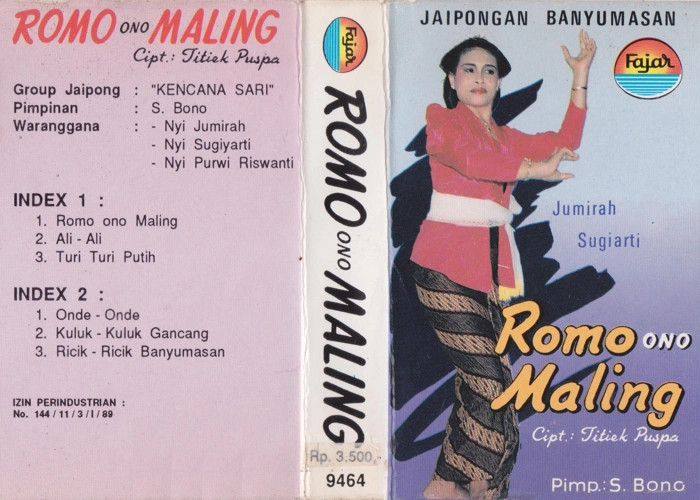 ROMO ONO MALING
Cipt.: Titiek Puspa
Group Jaipong : "KENCANA SARI"
Pimpinan : S. Bono
Waranggana : - Nyi Jumirah
- Nyi Sugiyarti
- Nyi Purwi Riswanti
INDEX 1 :
1. Romo ono Maling
2. Ali - Ali
3. Turi Turi Putih
INDEX 2 :
1. Onde - Onde
2. Kuluk - Kuluk Gancang
3. Ricik - Ricik Banyumasan
IZIN PERINDUSTRIAN :
No. 144 / 11 / 3 / I / 89
Fajar
ROMO ONO MALING
Rp. 3.500,-
9464
JAIPONGAN BANYUMASAN
Fajar
Jumirah
Sugiarti
Romo ONO
Maling
Cipt.: Titiek Puspa
Pimp.: S. Bono